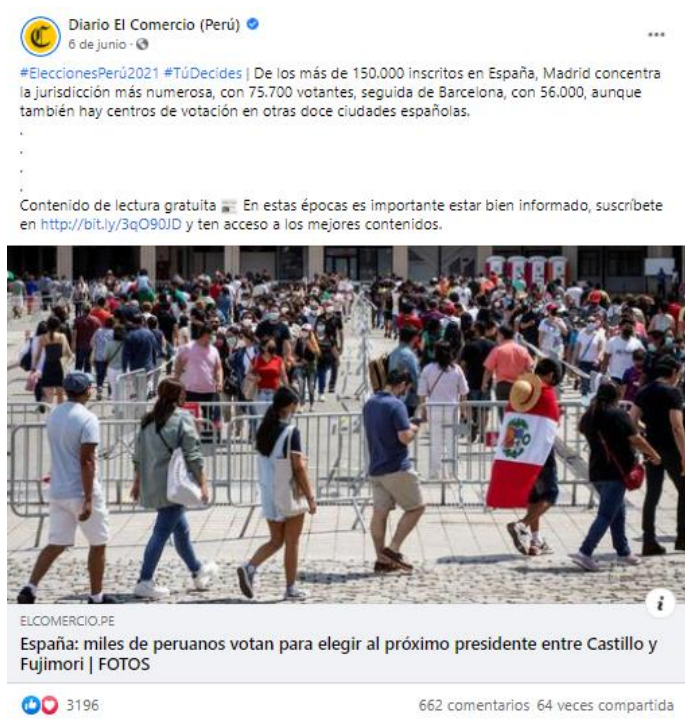 Diario El Comercio (Perú)
6 de junio ·
#EleccionesPerú2021 #TúDecides | De los más de 150.000 inscritos en España, Madrid concentra
la jurisdicción más numerosa, con 75.700 votantes, seguida de Barcelona, con 56.000, aunque
también hay centros de votación en otras doce ciudades españolas.
.
.
.
.
Contenido de lectura gratuita 📰 En estas épocas es importante estar bien informado, suscríbete
en http://bit.ly/3qO90JD y ten acceso a los mejores contenidos.
ELCOMERCIO.PE
España: miles de peruanos votan para elegir al próximo presidente entre Castillo y
Fujimori | FOTOS
3196
662 comentarios 64 veces compartida